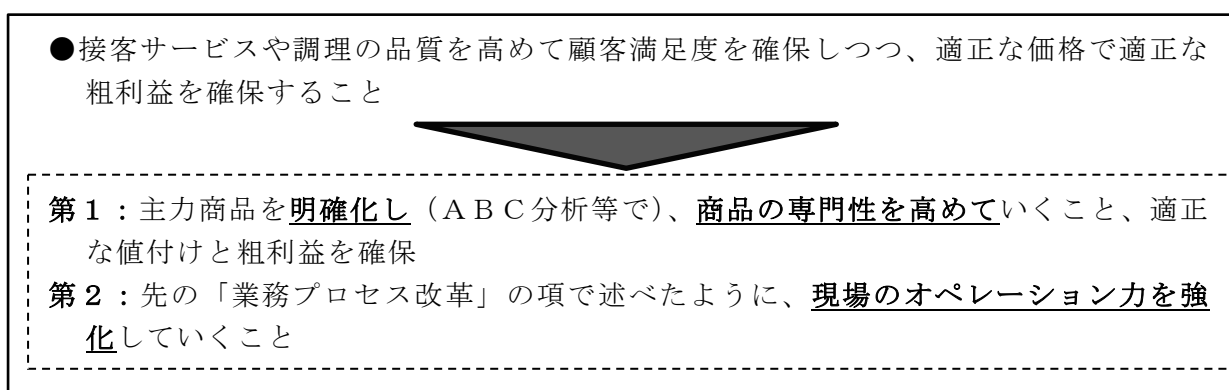 ●接客サービスや調理の品質を高めて顧客満足度を確保しつつ、適正な価格で適正な
粗利益を確保すること
第1：主力商品を明確化し（ＡＢＣ分析等で）、商品の専門性を高めていくこと、適正
な値付けと粗利益を確保
第2：先の「業務プロセス改革」の項で述べたように、現場のオペレーション力を強
化していくこと